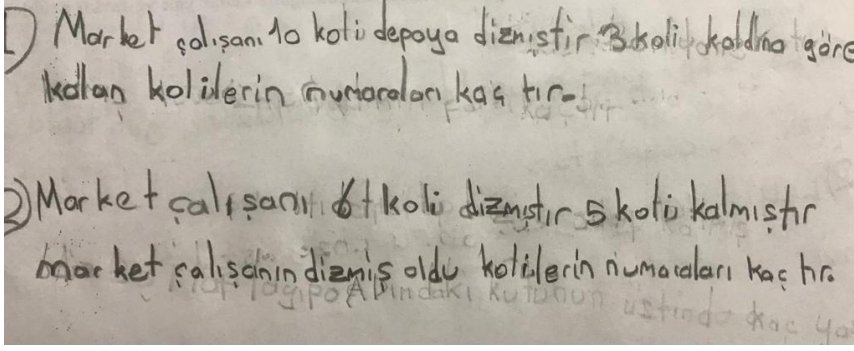 1) Market çalışanı 10 koli depoya dizmiştir 3 koli kaldına göre
kalan kolilerin numaraları kaç tır.
2) Market çalışanı 6 koli dizmiştir 5 koli kalmıştır
market çalışanın dizmiş oldu kolilerin numaraları kaç tır.